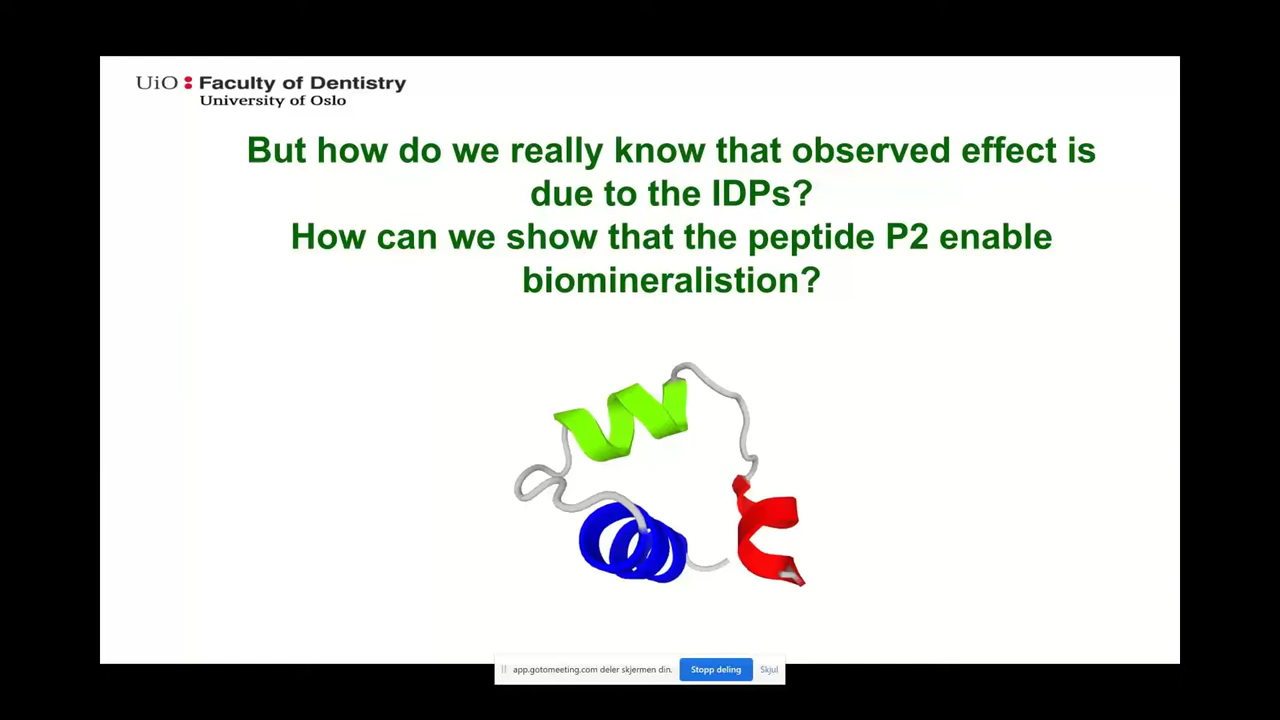 UiO : Faculty of Dentistry
University of Oslo
But how do we really know that observed effect is
due to the IDPs?
How can we show that the peptide P2 enable
biomineralistion?
app.gotomeeting.com deler skjermen din.
Stopp deling
Skjul